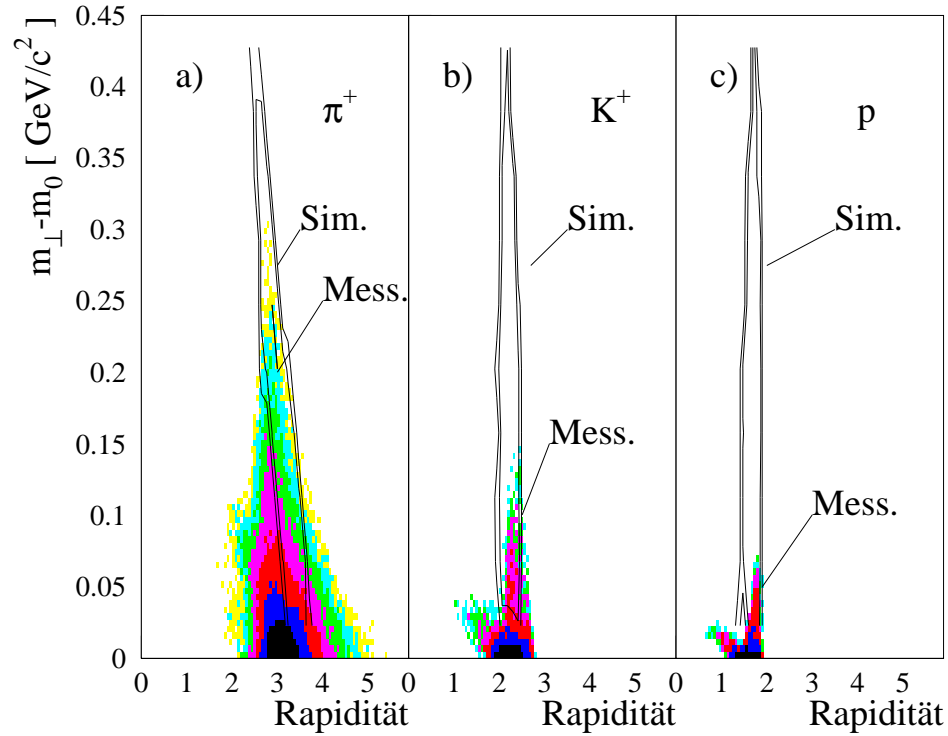 m⊥-m₀ [ GeV/c² ]
0.45
0.4
0.35
0.3
0.25
0.2
0.15
0.1
0.05
0
a)
π⁺
Sim.
Mess.
b)
K⁺
Sim.
Mess.
c)
p
Sim.
Mess.
0 1 2 3 4 5
0 1 2 3 4 5
0 1 2 3 4 5
Rapidität
Rapidität
Rapidität